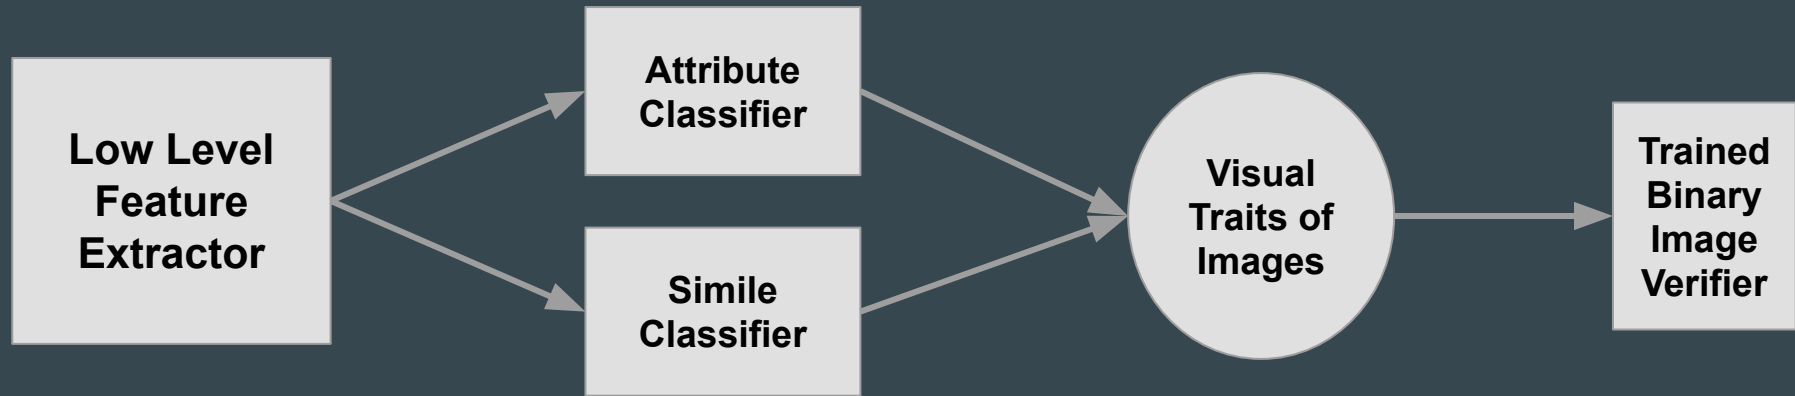 Low Level
Feature
Extractor
Attribute
Classifier
Simile
Classifier
Visual
Traits of
Images
Trained
Binary
Image
Verifier